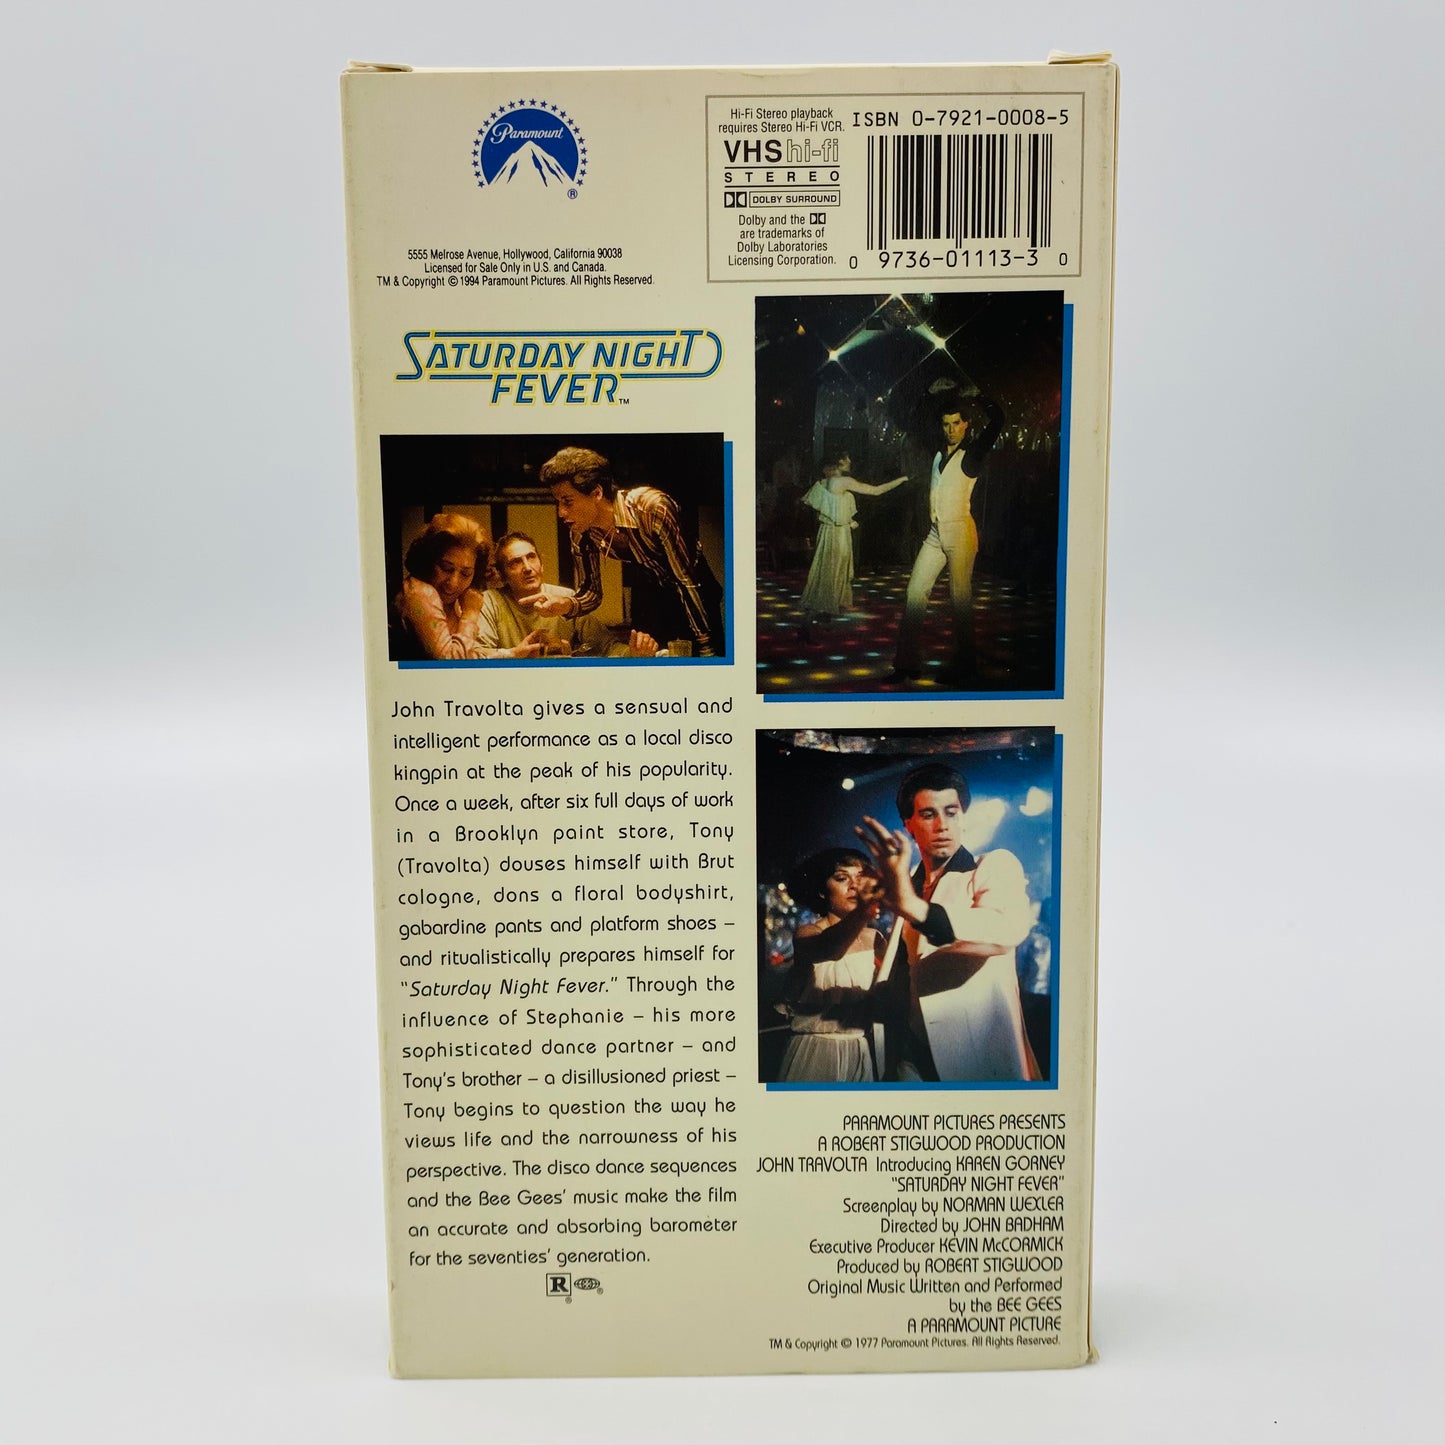 Paramount
®
5555 Melrose Avenue, Hollywood, California 90038
Licensed for Sale Only in U.S. and Canada.
TM & Copyright © 1994 Paramount Pictures. All Rights Reserved.
Hi-Fi Stereo playback
requires Stereo Hi-Fi VCR.
VHS hi-fi
STEREO
DOLBY SURROUND
Dolby and the
are trademarks of
Dolby Laboratories
Licensing Corporation.
ISBN 0-7921-0008-5
0 9736-01113-3 0
SATURDAY NIGHT
FEVER™
John Travolta gives a sensual and
intelligent performance as a local disco
kingpin at the peak of his popularity.
Once a week, after six full days of work
in a Brooklyn paint store, Tony
(Travolta) douses himself with Brut
cologne, dons a floral bodyshirt,
gabardine pants and platform shoes –
and ritualistically prepares himself for
"Saturday Night Fever." Through the
influence of Stephanie – his more
sophisticated dance partner – and
Tony's brother – a disillusioned priest –
Tony begins to question the way he
views life and the narrowness of his
perspective. The disco dance sequences
and the Bee Gees' music make the film
an accurate and absorbing barometer
for the seventies' generation.
R ® ®
PARAMOUNT PICTURES PRESENTS
A ROBERT STIGWOOD PRODUCTION
JOHN TRAVOLTA Introducing KAREN GORNEY
"SATURDAY NIGHT FEVER"
Screenplay by NORMAN WEXLER
Directed by JOHN BADHAM
Executive Producer KEVIN McCORMICK
Produced by ROBERT STIGWOOD
Original Music Written and Performed
by the BEE GEES
A PARAMOUNT PICTURE
TM & Copyright © 1977 Paramount Pictures. All Rights Reserved.